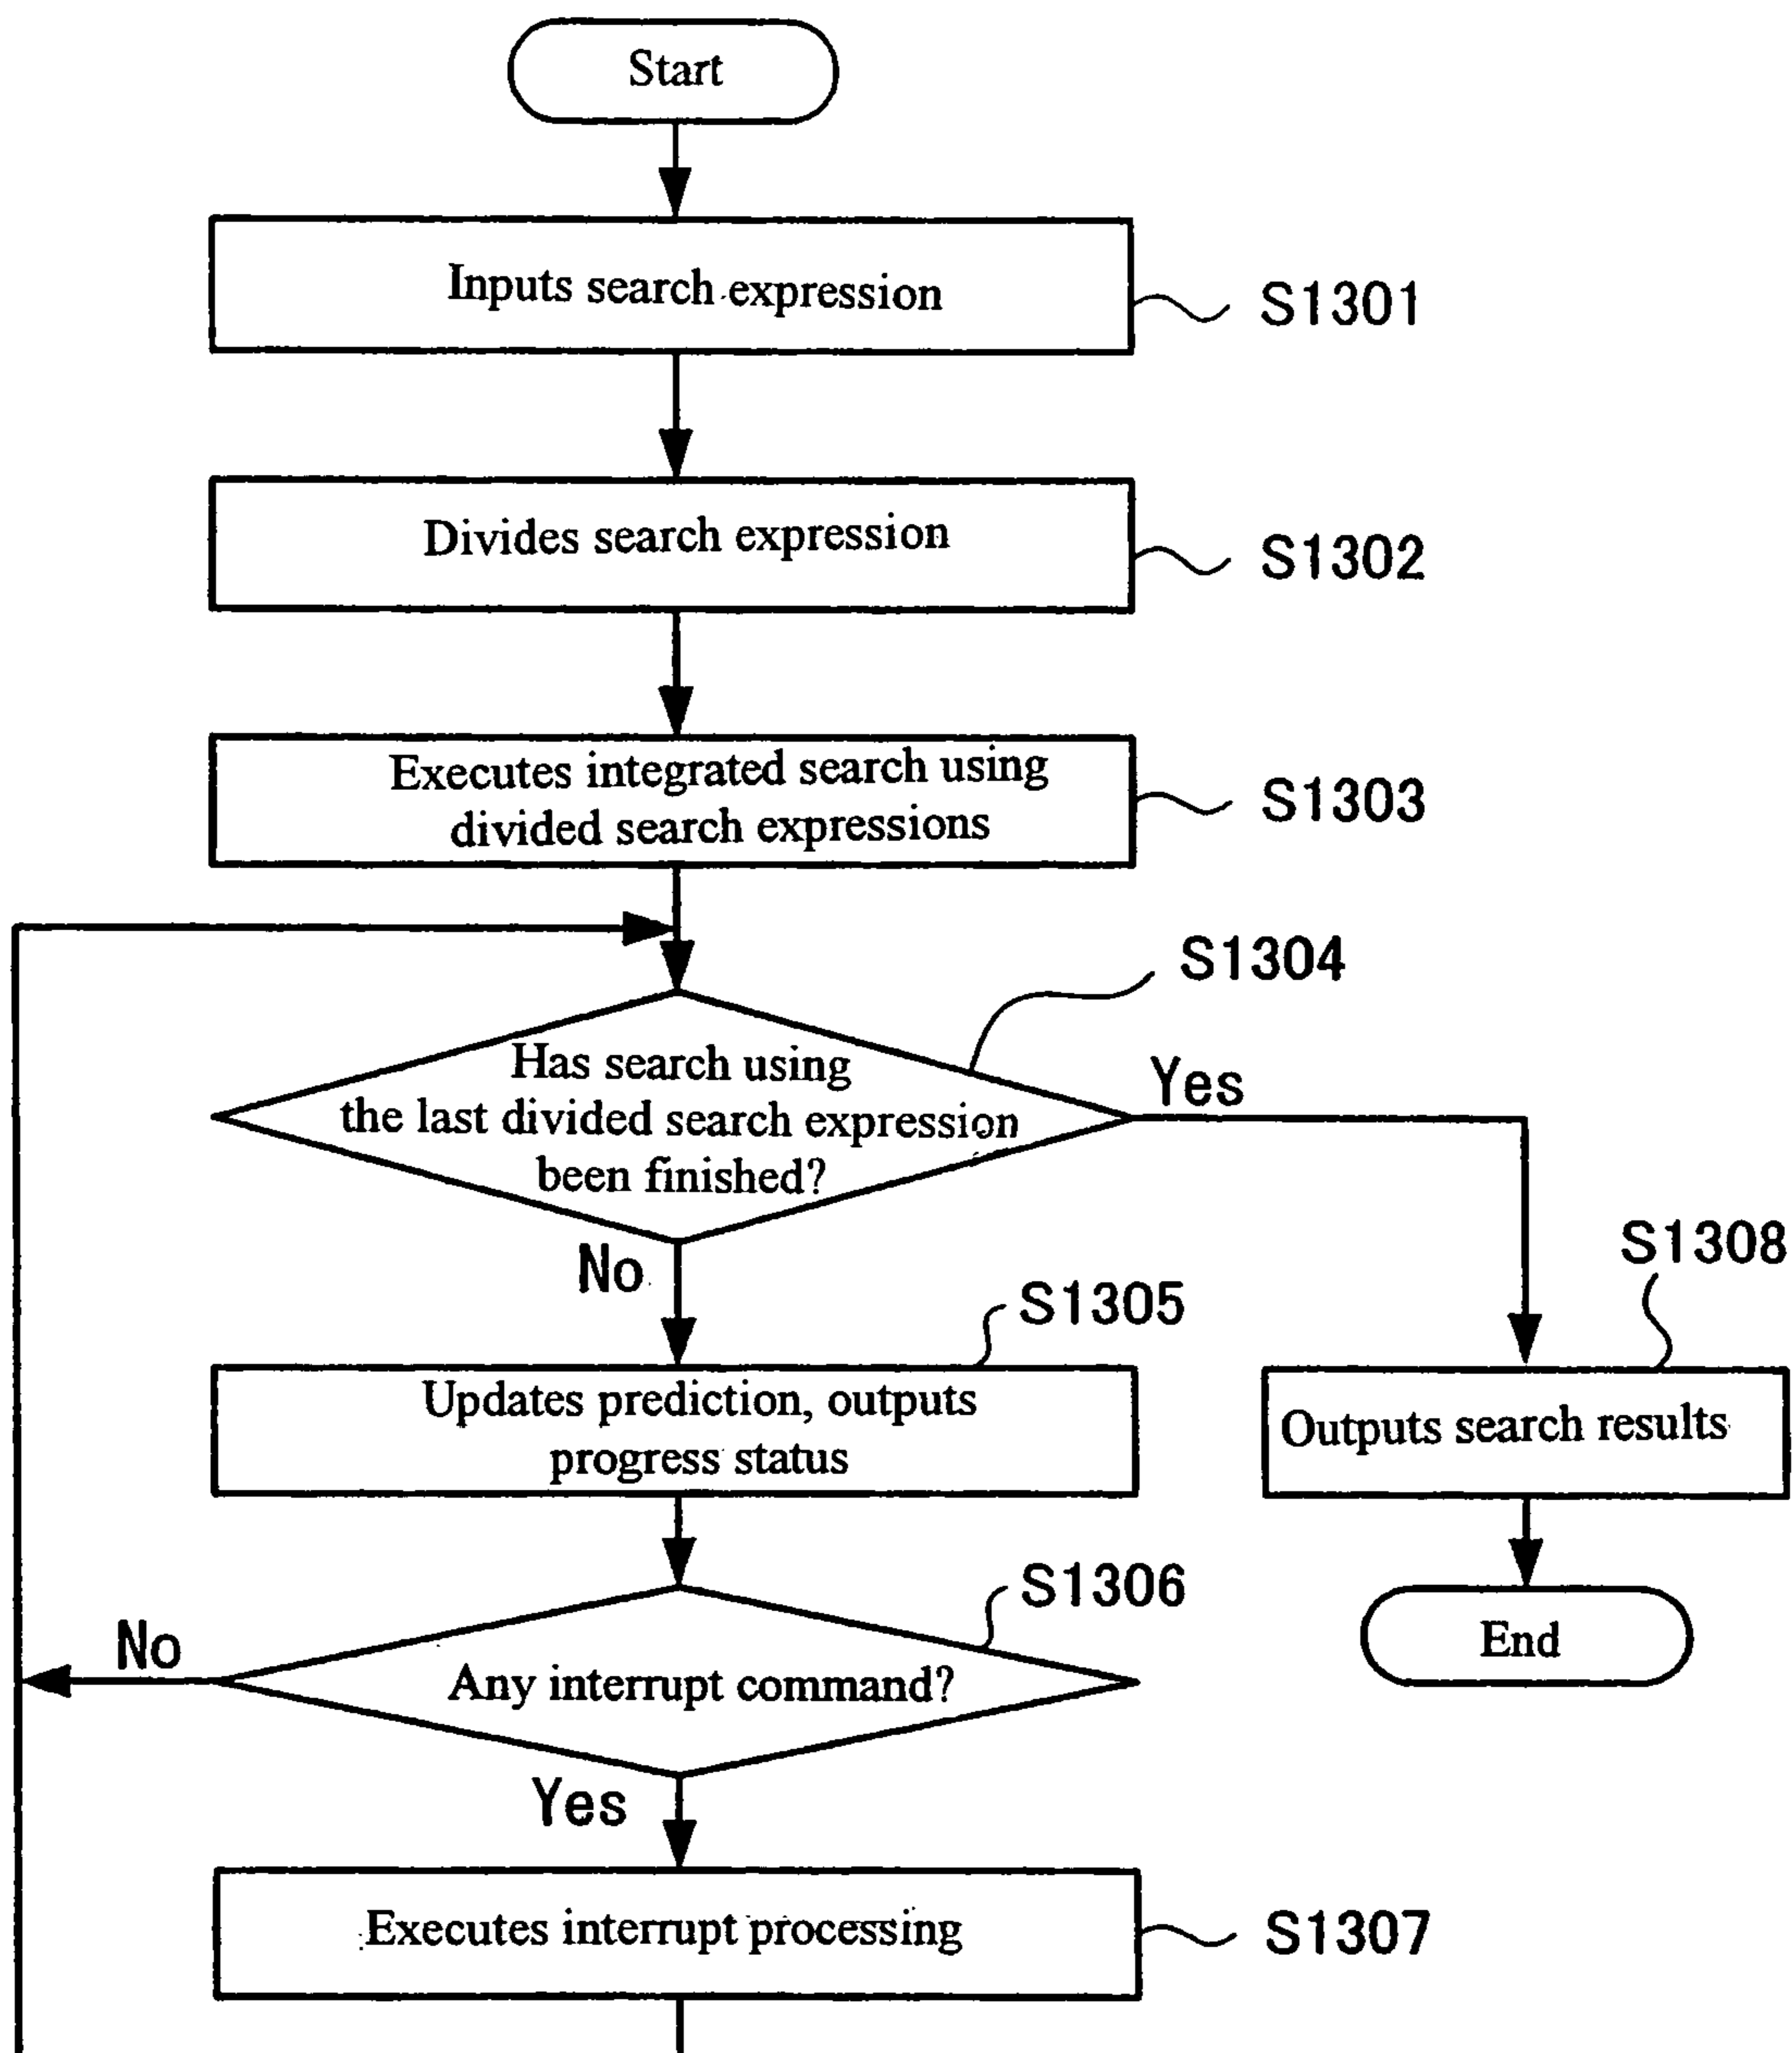 Start
Inputs search expression
S1301
Divides search expression
S1302
Executes integrated search using
divided search expressions
S1303
S1304
Has search using
the last divided search expression
been finished?
Yes
No
S1308
S1305
Updates prediction, outputs
progress status
Outputs search results
S1306
Any interrupt command?
No
End
Yes
Executes interrupt processing
S1307